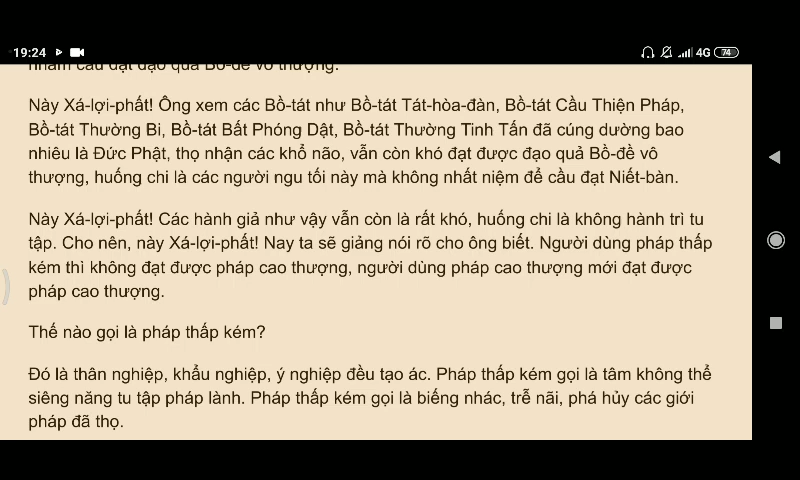 19:24
4G 74
nhằm cầu đạt đạo quả Bồ-đề vô thượng.
Này Xá-lợi-phất! Ông xem các Bồ-tát như Bồ-tát Tát-hòa-đàn, Bồ-tát Cầu Thiện Pháp,
Bồ-tát Thường Bi, Bồ-tát Bất Phóng Dật, Bồ-tát Thường Tinh Tấn đã cúng dường bao
nhiêu là Đức Phật, thọ nhận các khổ não, vẫn còn khó đạt được đạo quả Bồ-đề vô
thượng, huống chi là các người ngu tối này mà không nhất niệm để cầu đạt Niết-bàn.
Này Xá-lợi-phất! Các hành giả như vậy vẫn còn là rất khó, huống chi là không hành trì tu
tập. Cho nên, này Xá-lợi-phất! Nay ta sẽ giảng nói rõ cho ông biết. Người dùng pháp thấp
kém thì không đạt được pháp cao thượng, người dùng pháp cao thượng mới đạt được
pháp cao thượng.
Thế nào gọi là pháp thấp kém?
Đó là thân nghiệp, khẩu nghiệp, ý nghiệp đều tạo ác. Pháp thấp kém gọi là tâm không thể
siêng năng tu tập pháp lành. Pháp thấp kém gọi là biếng nhác, trễ nãi, phá hủy các giới
pháp đã thọ.